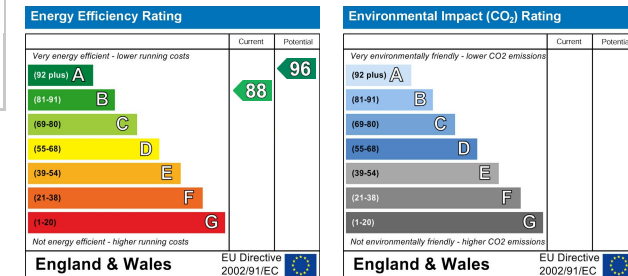 Energy Efficiency Rating
Current Potential
Very energy efficient - lower running costs
(92 plus) A
(81-91) B
(69-80) C
(55-68) D
(39-54) E
(21-38) F
(1-20) G
88
96
Not energy efficient - higher running costs
England & Wales
EU Directive
2002/91/EC
Environmental Impact (CO₂) Rating
Current Potentia
Very environmentally friendly - lower CO2 emissions
(92 plus) A
(81-91) B
(69-80) C
(55-68) D
(39-54) E
(21-38) F
(1-20) G
Not environmentally friendly - higher CO2 emissions
England & Wales
EU Directive
2002/91/EC